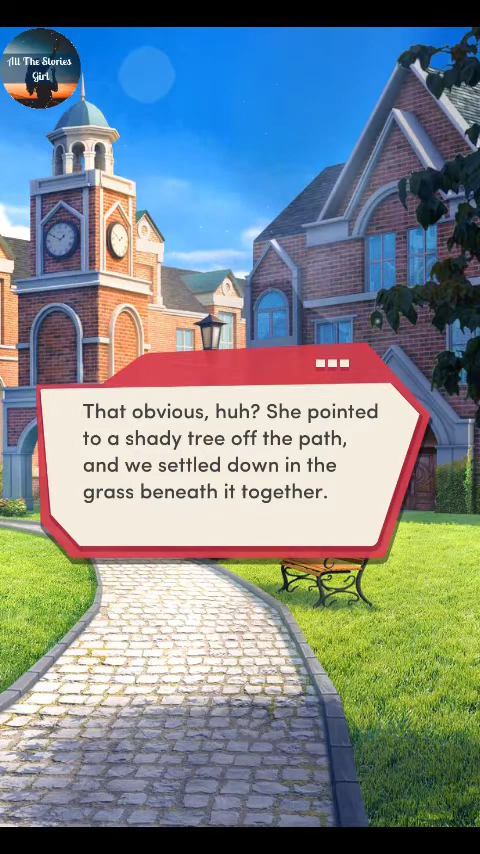 All The Stories
Girl
That obvious, huh? She pointed
to a shady tree off the path,
and we settled down in the
grass beneath it together.